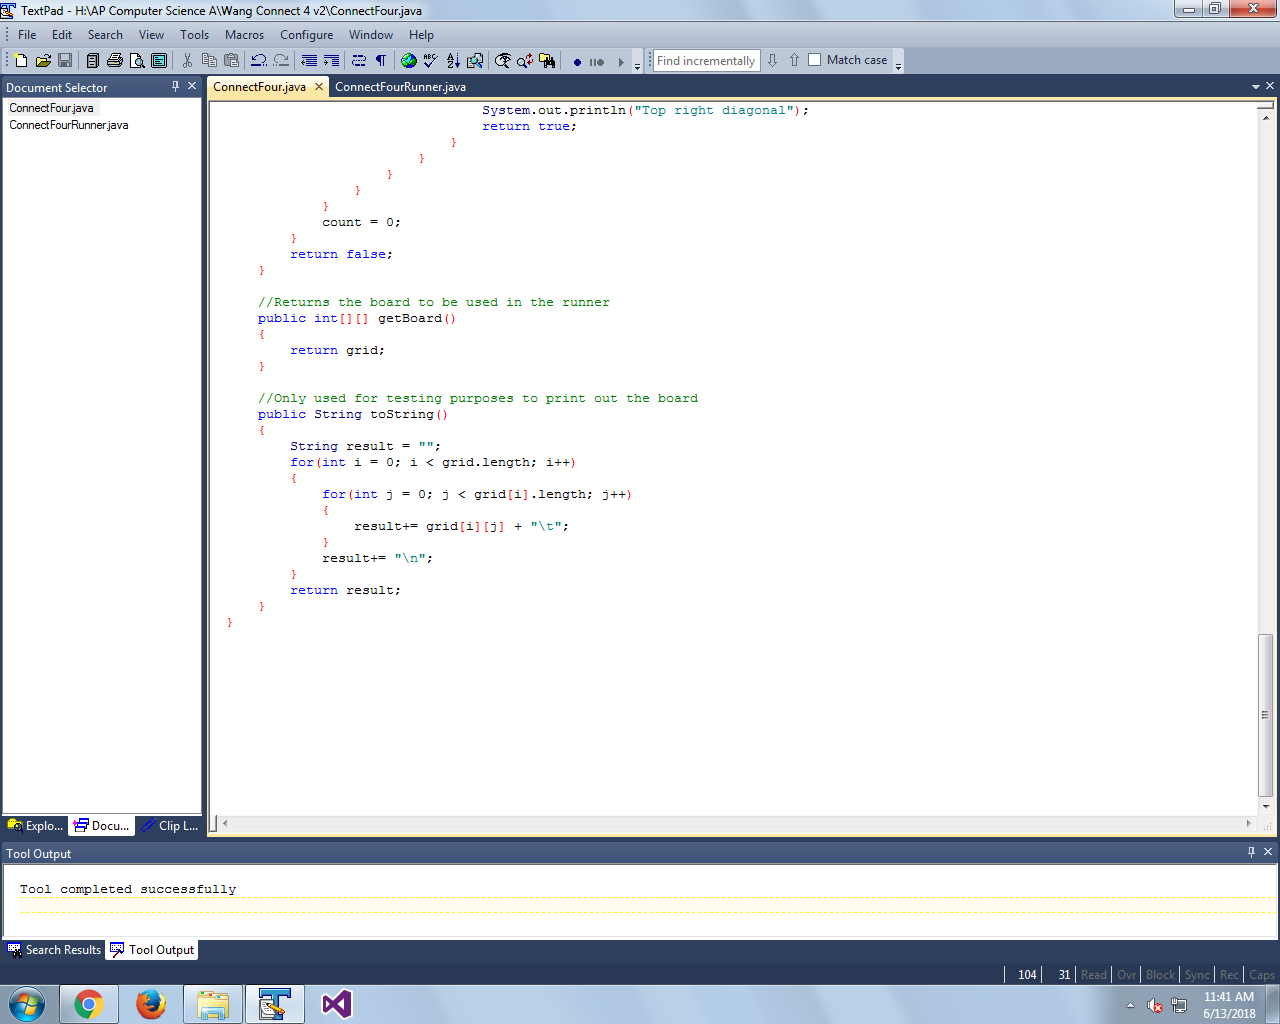 TextPad - H:\AP Computer Science A\Wang Connect 4 v2\ConnectFour.java
File Edit Search View Tools Macros Configure Window Help
Find incrementally Match case
Document Selector
ConnectFour.java
ConnectFourRunner.java
ConnectFour.java ConnectFourRunner.java
System.out.println("Top right diagonal");
return true;
}
}
}
}
}
count = 0;
}
return false;
}
//Returns the board to be used in the runner
public int[][] getBoard()
{
return grid;
}
//Only used for testing purposes to print out the board
public String toString()
{
String result = "";
for(int i = 0; i < grid.length; i++)
{
for(int j = 0; j < grid[i].length; j++)
{
result+= grid[i][j] + "\t";
}
result+= "\n";
}
return result;
}
}
Explo... Docu... Clip L...
Tool Output
Tool completed successfully
Search Results Tool Output
104 31 Read Ovr Block Sync Rec Caps
11:41 AM
6/13/2018